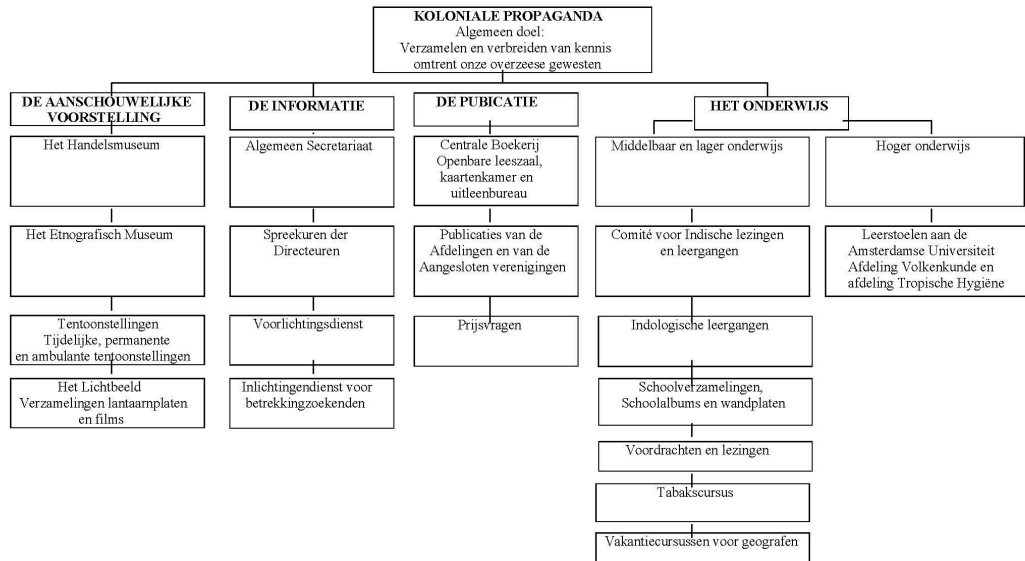 KOLONIALE PROPAGANDA
Algemeen doel:
Verzamelen en verbreiden van kennis
omtrent onze overzeese gewesten
DE AANSCHOUWELIJKE
VOORSTELLING
Het Handelsmuseum
Het Etnografisch Museum
Tentoonstellingen
Tijdelijke, permanente
en ambulante tentoonstellingen
Het Lichtbeeld
Verzamelingen lantaarnplaten
en films
DE INFORMATIE
Algemeen Secretariaat
Spreekuren der
Directeuren
Voorlichtingsdienst
Inlichtingendienst voor
betrekkingzoekenden
DE PUBICATIE
Centrale Boekerij
Openbare leeszaal,
kaartenkamer en
uitleenbureau
Publicaties van de
Afdelingen en van de
Aangesloten verenigingen
Prijsvragen
HET ONDERWIJS
Middelbaar en lager onderwijs
Comité voor Indische lezingen
en leergangen
Indologische leergangen
Schoolverzamelingen,
Schoolalbums en wandplaten
Voordrachten en lezingen
Tabakscursus
Vakantiecursussen voor geografen
Hoger onderwijs
Leerstoelen aan de
Amsterdamse Universiteit
Afdeling Volkenkunde en
afdeling Tropische Hygiëne